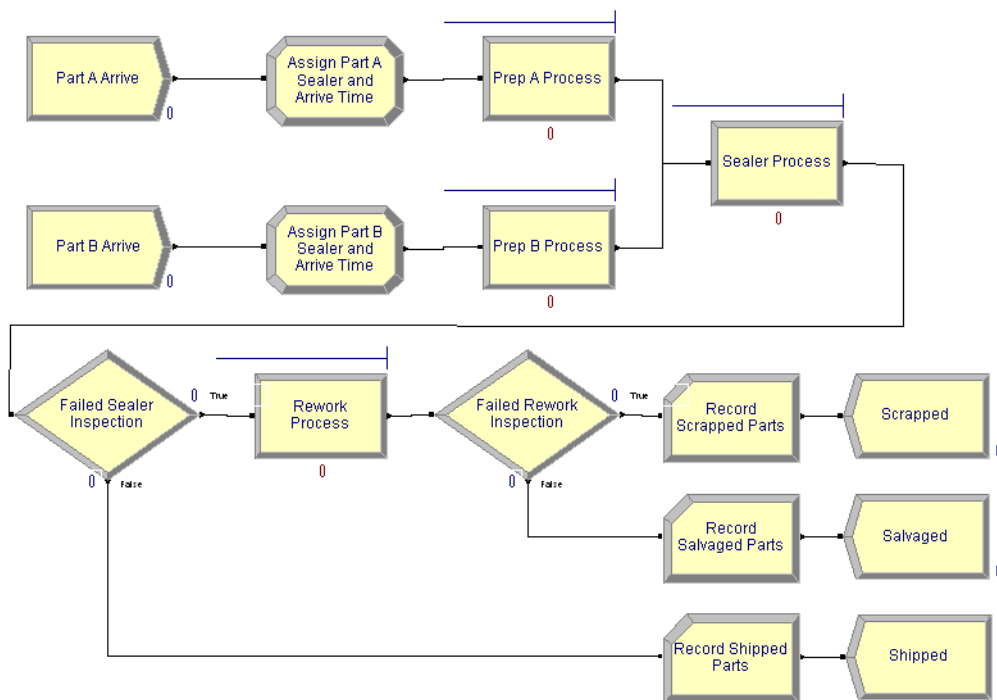 Part A Arrive
0
Assign Part A
Sealer and
Arrive Time
Prep A Process
0
Sealer Process
0
Part B Arrive
0
Assign Part B
Sealer and
Arrive Time
Prep B Process
0
Failed Sealer
Inspection
0
True
0
False
Rework
Process
0
Failed Rework
Inspection
0
True
0
False
Record
Scrapped Parts
Scrapped
Record
Salvaged Parts
Salvaged
Record Shipped
Parts
Shipped